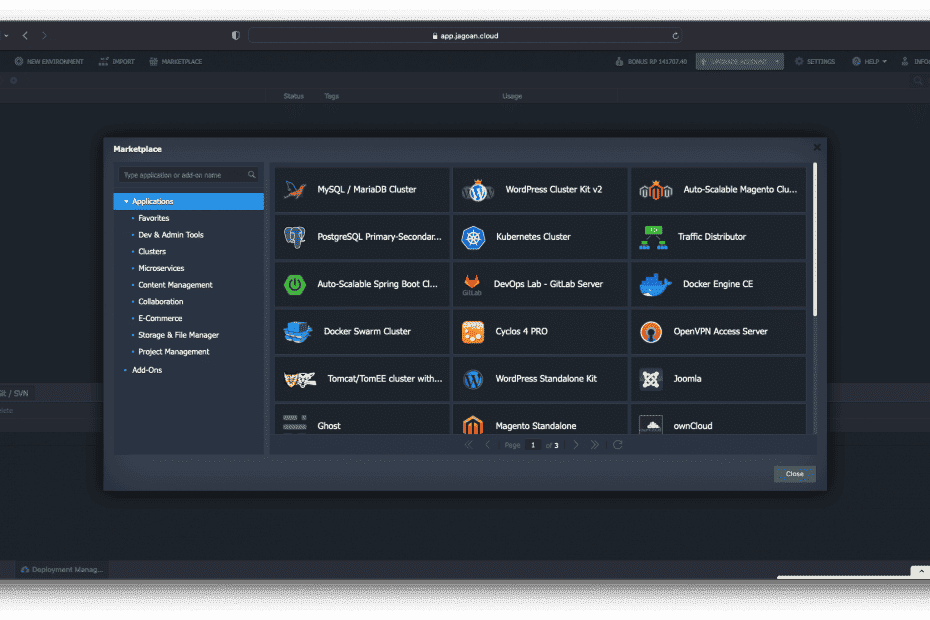 app.jagoan.cloud
NEW ENVIRONMENT IMPORT MARKETPLACE BONUS RP 141707.40 UPGRADE ACCOUNT SETTINGS HELP
Status Tags Usage
Marketplace
Type application or add-on name
Applications
Favorites
Dev & Admin Tools
Clusters
Microservices
Content Management
Collaboration
E-Commerce
Storage & File Manager
Project Management
Add-Ons
MySQL / MariaDB Cluster
WordPress Cluster Kit v2
Auto-Scalable Magento Clu...
PostgreSQL Primary-Secondar...
Kubernetes Cluster
Traffic Distributor
Auto-Scalable Spring Boot Cl...
GitLab
DevOps Lab - GitLab Server
Docker Engine CE
Docker Swarm Cluster
Cyclos 4 PRO
OpenVPN Access Server
Tomcat/TomEE cluster with...
WordPress Standalone Kit
Joomla
Ghost
Magento Standalone
ownCloud
Page 1 of 3
Close
/ SVN
Deployment Manag...